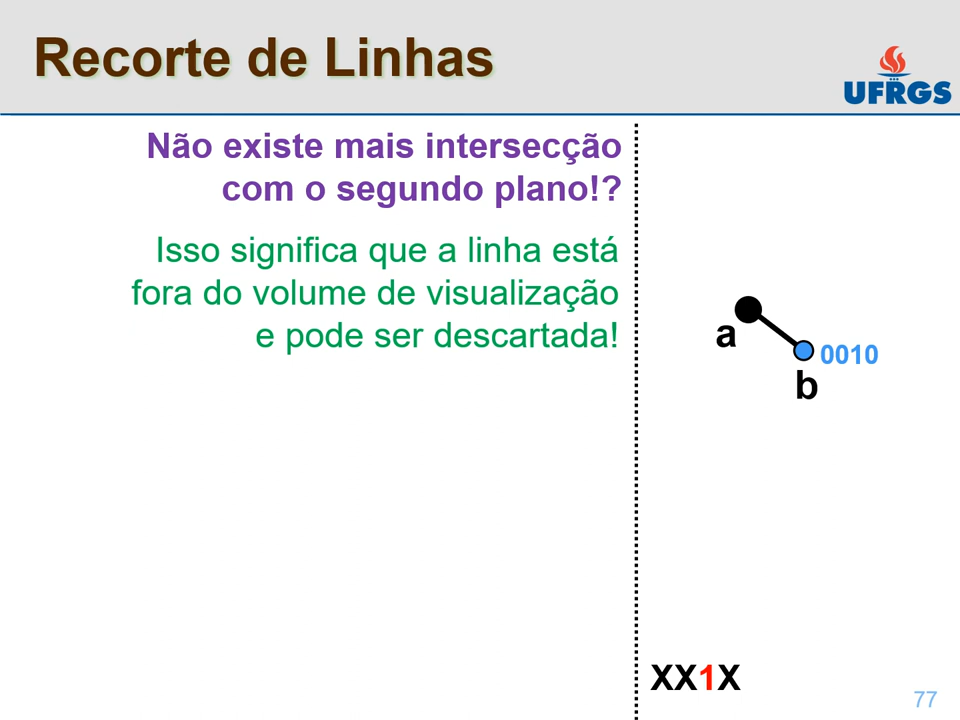 Recorte de Linhas
UFRGS
Não existe mais intersecção
com o segundo plano!?
Isso significa que a linha está
fora do volume de visualização
e pode ser descartada!
a
0010
b
XX1X
77